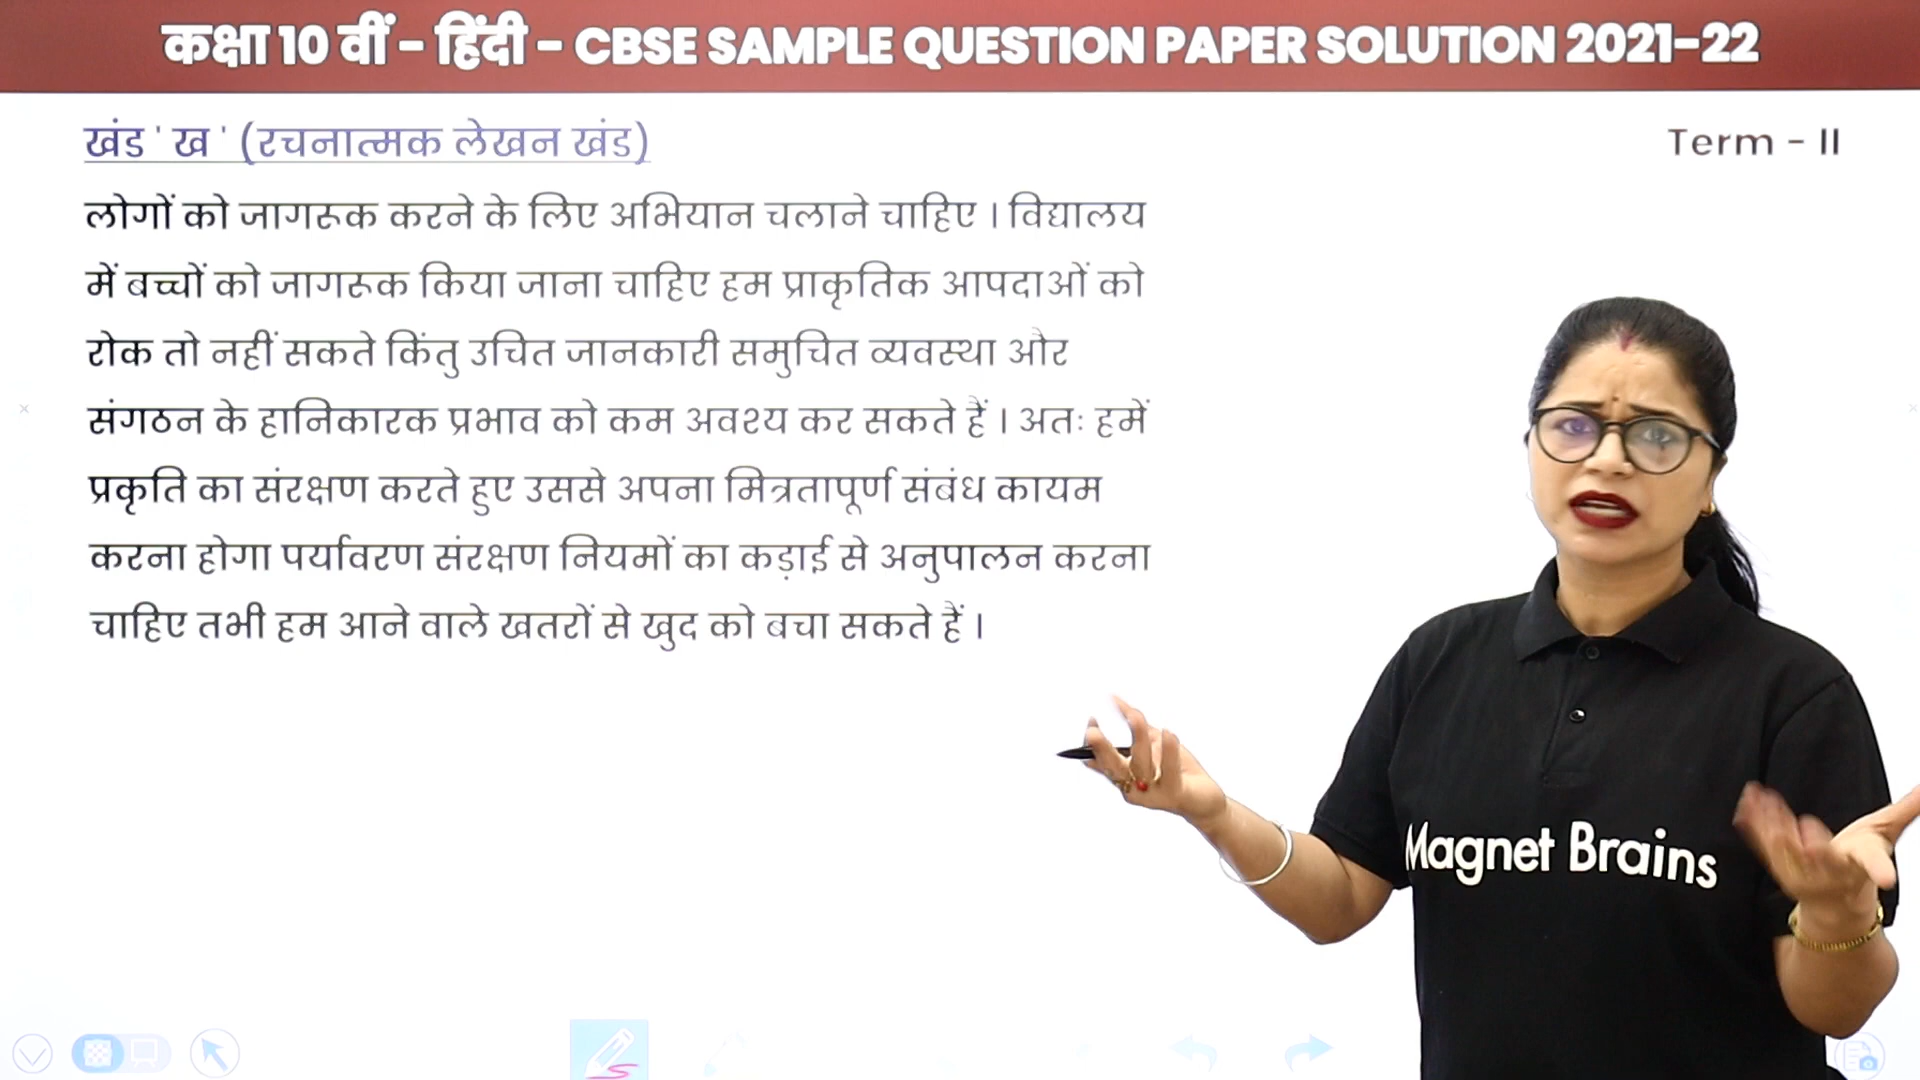 कक्षा 10 वीं - हिंदी - CBSE SAMPLE QUESTION PAPER SOLUTION 2021-22
खंड ' ख ' (रचनात्मक लेखन खंड)
Term - II
लोगों को जागरूक करने के लिए अभियान चलाने चाहिए । विद्यालय
में बच्चों को जागरूक किया जाना चाहिए हम प्राकृतिक आपदाओं को
रोक तो नहीं सकते किंतु उचित जानकारी समुचित व्यवस्था और
संगठन के हानिकारक प्रभाव को कम अवश्य कर सकते हैं । अतः हमें
प्रकृति का संरक्षण करते हुए उससे अपना मित्रतापूर्ण संबंध कायम
करना होगा पर्यावरण संरक्षण नियमों का कड़ाई से अनुपालन करना
चाहिए तभी हम आने वाले खतरों से खुद को बचा सकते हैं ।
Magnet Brains